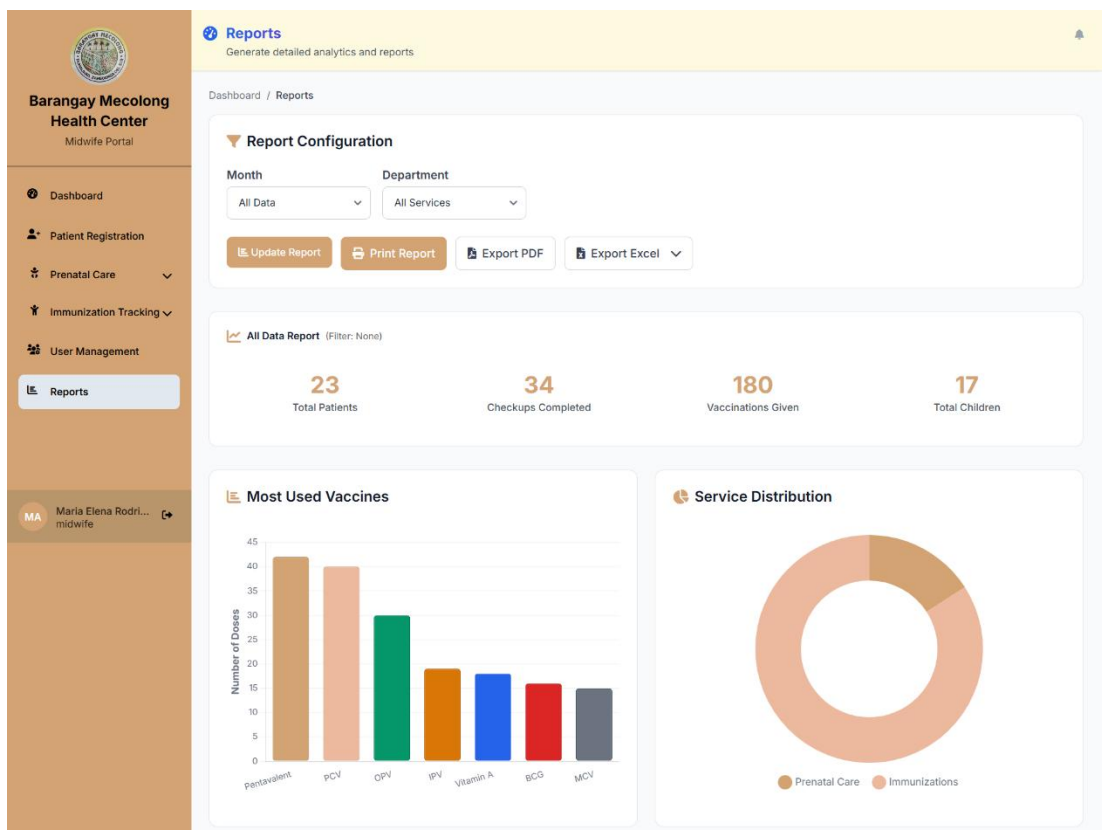 Barangay Mecolong
Health Center
Midwife Portal
Dashboard
Patient Registration
Prenatal Care
Immunization Tracking
User Management
Reports
MA
Maria Elena Rodri...
midwife
Reports
Generate detailed analytics and reports
Dashboard / Reports
Report Configuration
Month
Department
All Data
All Services
Update Report
Print Report
Export PDF
Export Excel
All Data Report (Filter: None)
23
34
180
17
Total Patients
Checkups Completed
Vaccinations Given
Total Children
Most Used Vaccines
45
40
35
30
25
20
15
10
5
0
Number of Doses
Pentavalent
PCV
OPV
IPV
Vitamin A
BCG
MCV
Service Distribution
Prenatal Care
Immunizations